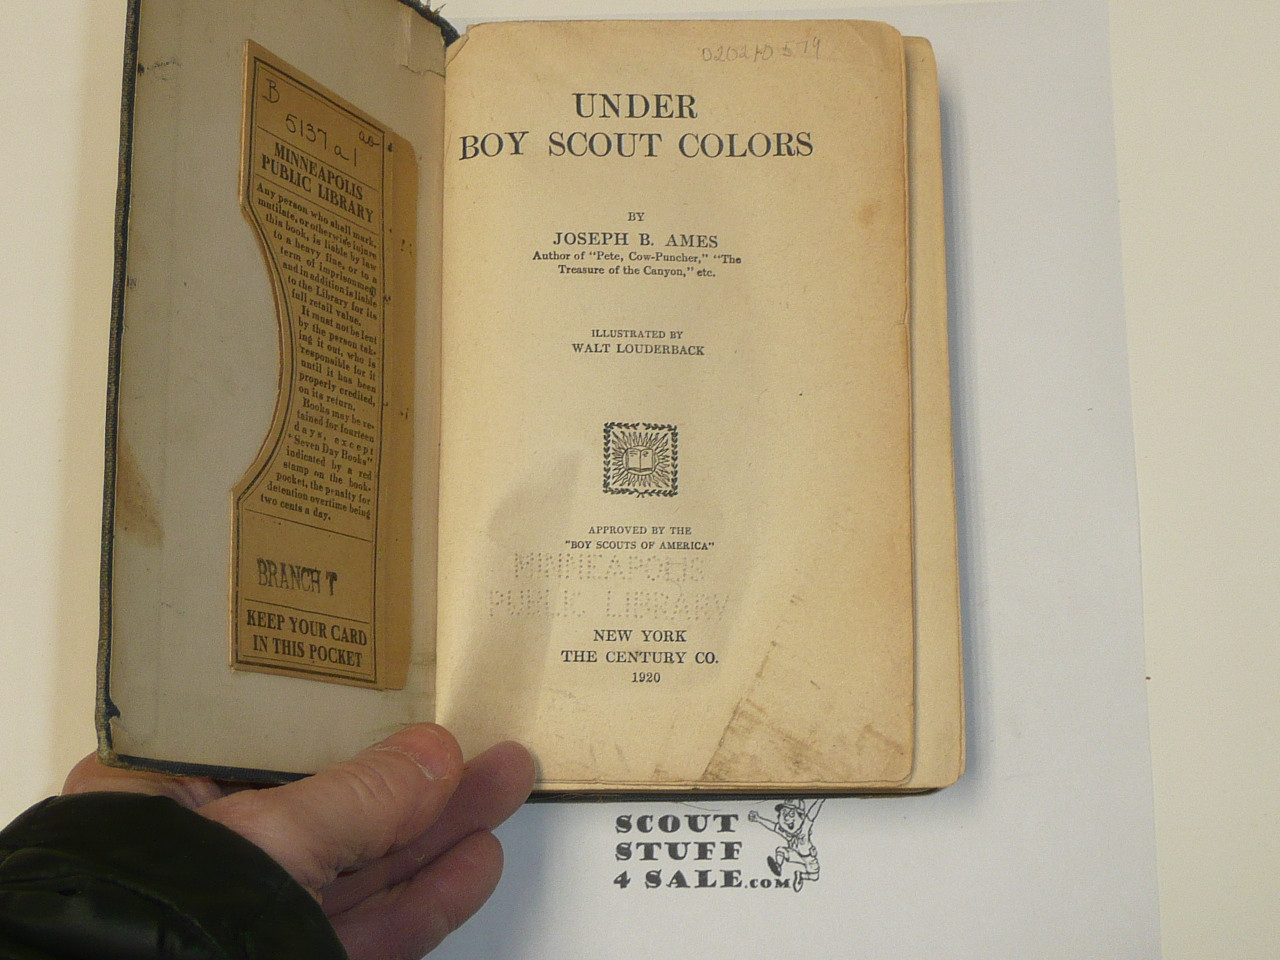 B
5137a1
MINNEAPOLIS
PUBLIC LIBRARY
Any person who shall mark,
mutilate, or otherwise injure
this book, is liable by law
to a heavy fine, or to a
term of imprisonment
and in addition is liable
to the Library for its
full retail value.
It must not be lent
by the person tak-
ing it out, who is
responsible for it
until it has been
properly credited,
on its return.
Books may be re-
tained for fourteen
days, except
"Seven Day Books"
indicated by a red
stamp on the book-
pocket, the penalty for
detention overtime being
two cents a day.
BRANCH T
KEEP YOUR CARD
IN THIS POCKET
UNDER
BOY SCOUT COLORS
BY
JOSEPH B. AMES
Author of "Pete, Cow-Puncher," "The
Treasure of the Canyon," etc.
ILLUSTRATED BY
WALT LOUDERBACK
APPROVED BY THE
"BOY SCOUTS OF AMERICA"
MINNEAPOLIS
PUBLIC LIBRARY
NEW YORK
THE CENTURY CO.
1920
SCOUT
STUFF
4 SALE.COM